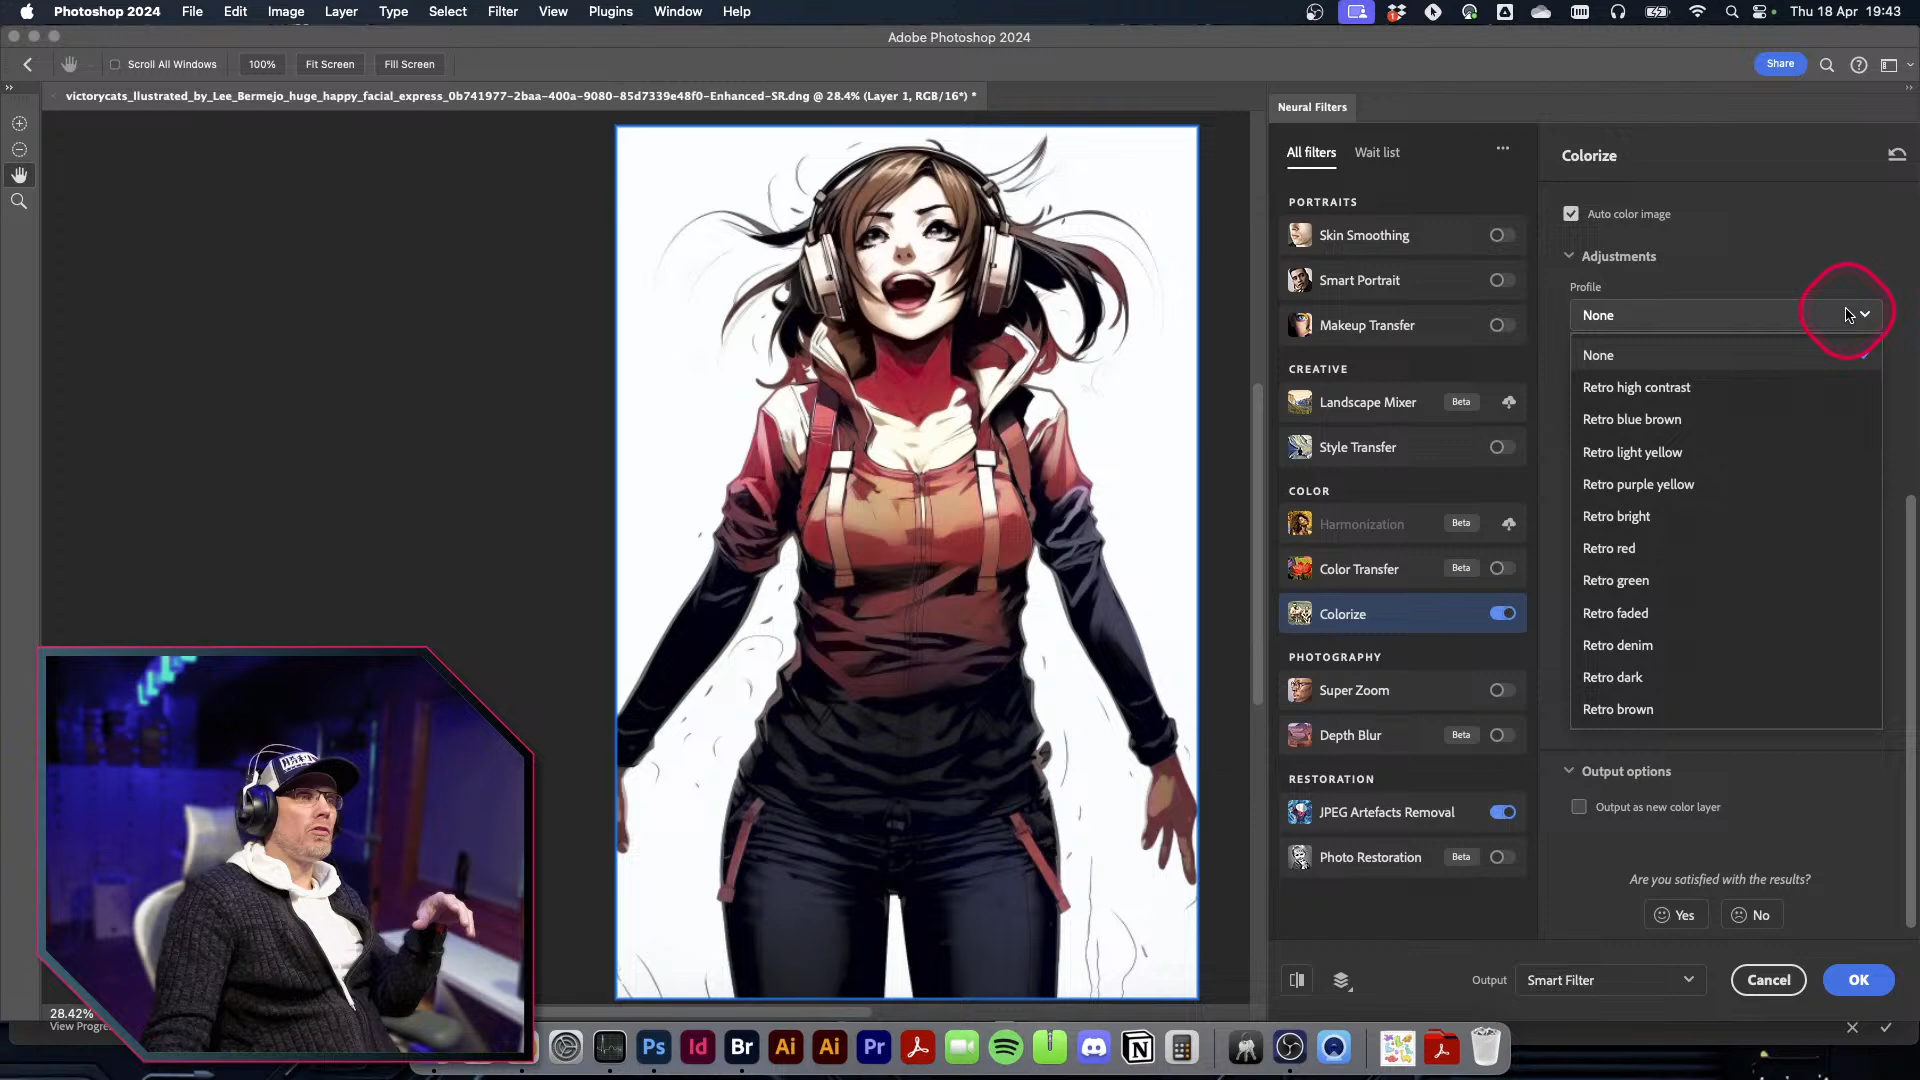 Photoshop 2024 File Edit Image Layer Type Select Filter View Plugins Window Help
Thu 18 Apr 19:43
Adobe Photoshop 2024
Scroll All Windows 100% Fit Screen Fill Screen
Share
victorycats_llustrated_by_Lee_Bermejo_huge_happy_facial_express_0b741977-2baa-400a-9080-85d7339e48f0-Enhanced-SR.dng @ 28.4% (Layer 1, RGB/16*) *
Neural Filters
All filters Wait list
PORTRAITS
Skin Smoothing
Smart Portrait
Makeup Transfer
CREATIVE
Landscape Mixer Beta
Style Transfer
COLOR
Harmonization Beta
Color Transfer Beta
Colorize
PHOTOGRAPHY
Super Zoom
Depth Blur Beta
RESTORATION
JPEG Artefacts Removal
Photo Restoration Beta
Colorize
Auto color image
Adjustments
Profile
None
None
Retro high contrast
Retro blue brown
Retro light yellow
Retro purple yellow
Retro bright
Retro red
Retro green
Retro faded
Retro denim
Retro dark
Retro brown
Output options
Output as new color layer
Are you satisfied with the results?
Yes No
Output Smart Filter Cancel OK
28.42%
View Progre
Ps Id Br Ai Ai Pr